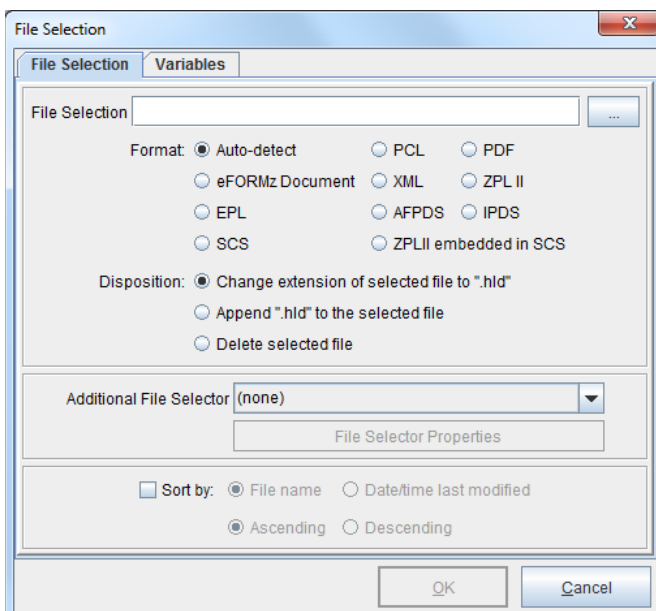 File Selection
File Selection Variables
File Selection ...
Format: Auto-detect PCL PDF
eFORMz Document XML ZPL II
EPL AFPDS IPDS
SCS ZPLII embedded in SCS
Disposition: Change extension of selected file to ".hld"
Append ".hld" to the selected file
Delete selected file
Additional File Selector (none)
File Selector Properties
Sort by: File name Date/time last modified
Ascending Descending
OK Cancel